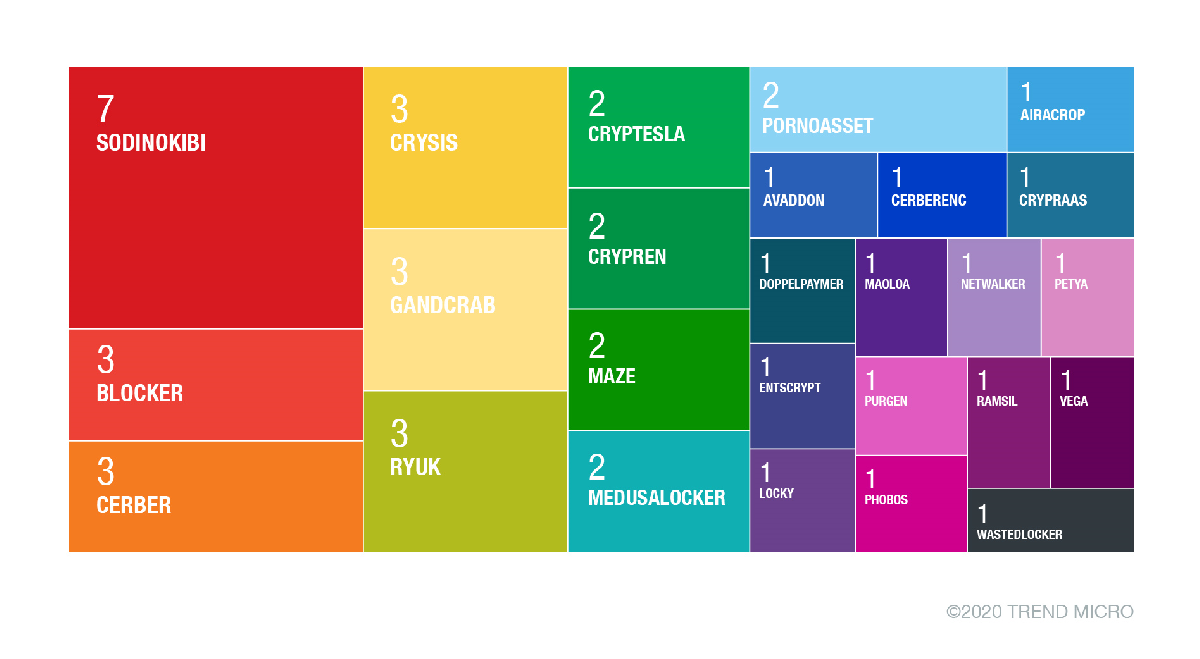 7
SODINOKIBI
3
BLOCKER
3
CERBER
3
CRYSIS
3
GANDCRAB
3
RYUK
2
CRYPTESLA
2
CRYPREN
2
MAZE
2
MEDUSALOCKER
2
PORNOASSET
1
AIRACROP
1
AVADDON
1
CERBERENC
1
CRYPRAAS
1
DOPPELPAYMER
1
MAOLOA
1
NETWALKER
1
PETYA
1
ENTSCRYPT
1
LOCKY
1
PURGEN
1
PHOBOS
1
RAMSIL
1
VEGA
1
WASTEDLOCKER
©2020 TREND MICRO